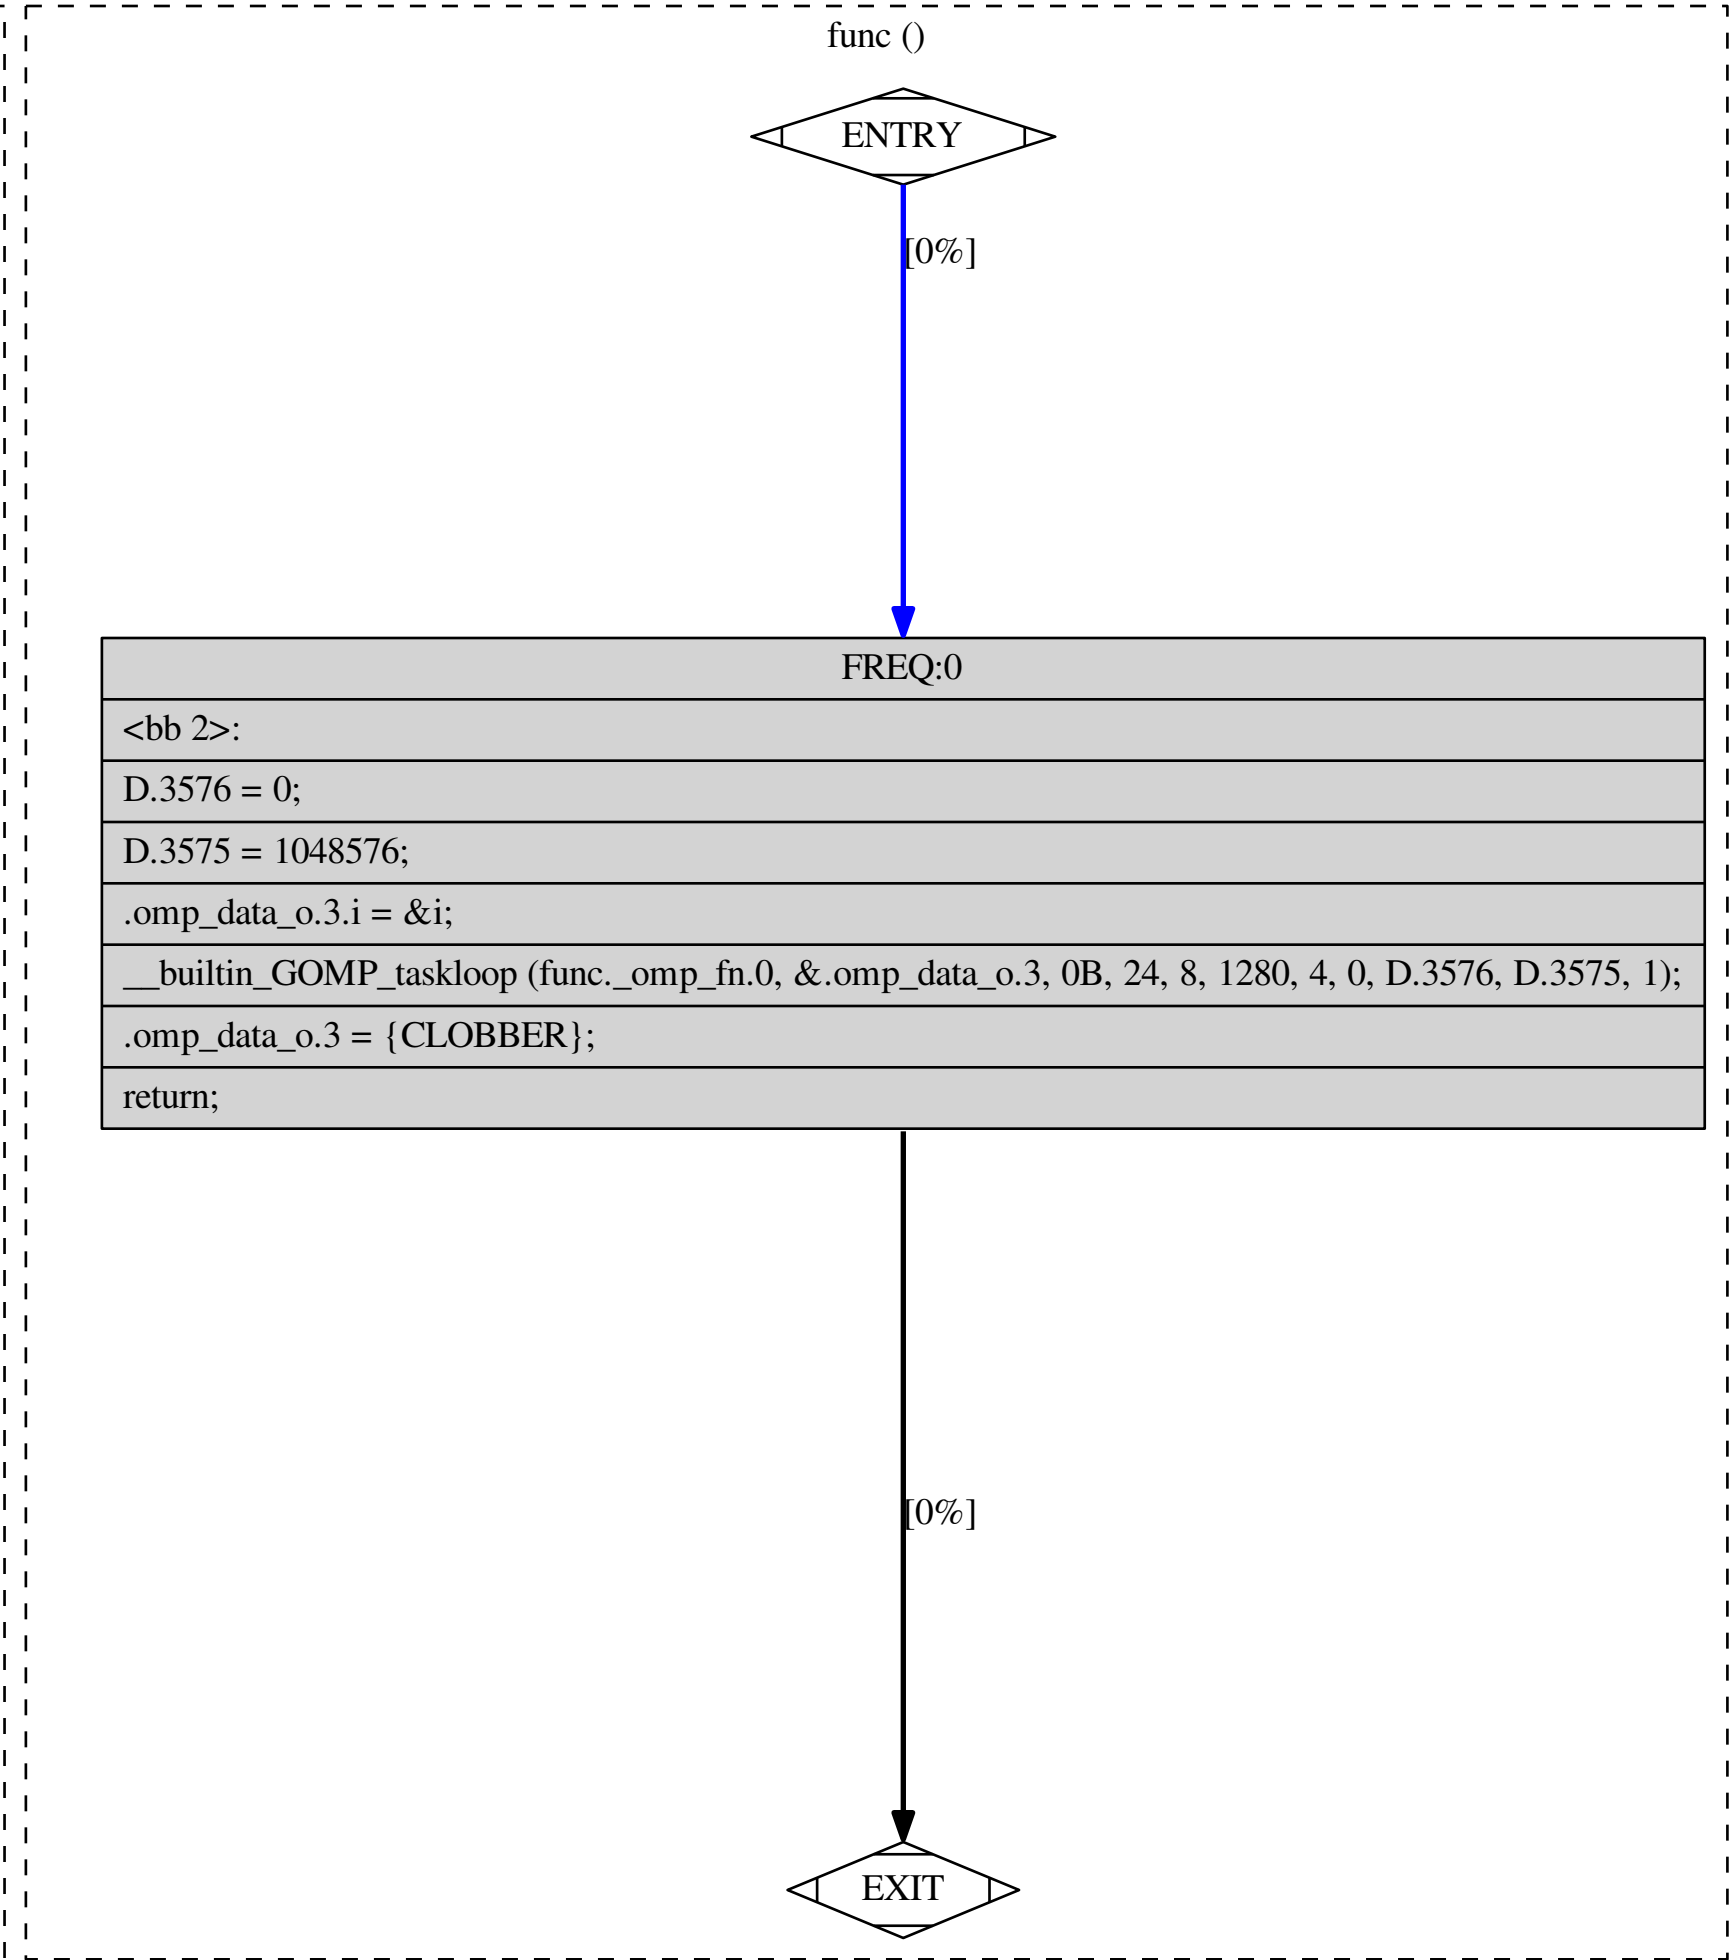 func ()
ENTRY
[0%]
FREQ:0
<bb 2>:
D.3576 = 0;
D.3575 = 1048576;
.omp_data_o.3.i = &i;
__builtin_GOMP_taskloop (func._omp_fn.0, &.omp_data_o.3, 0B, 24, 8, 1280, 4, 0, D.3576, D.3575, 1);
.omp_data_o.3 = {CLOBBER};
return;
[0%]
EXIT